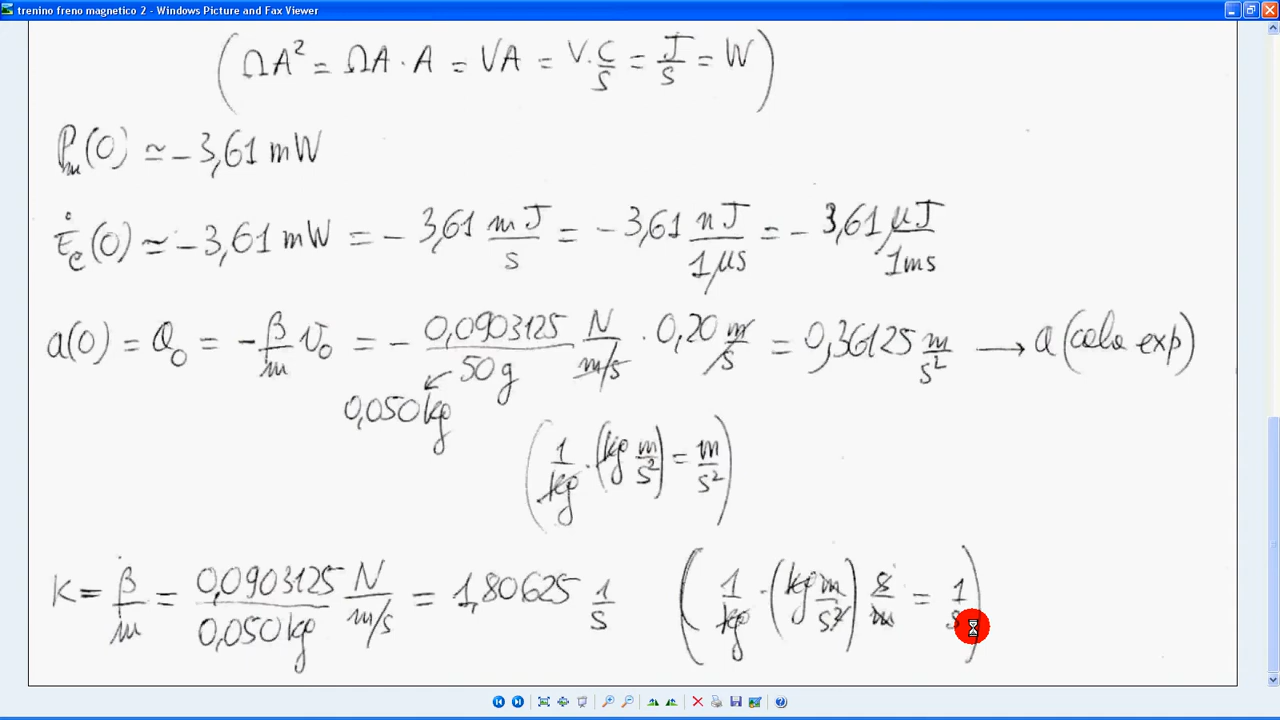 trenino freno magnetico 2 - Windows Picture and Fax Viewer
(ΩA² = ΩA · A = VA = V · C/s = J/s = W)
Pm(0) ≃ -3,61 mW
Ėc(0) ≃ -3,61 mW = -3,61 mJ/s = -3,61 nJ/1μs = -3,61 μJ/1ms
a(0) = a₀ = -β/m v₀ = - 0,0903125/50g N/m/s · 0,20 m/s = 0,36125 m/s² → a (cala exp)
0,050 kg
(1/kg · (kg m/s²) = m/s²)
K = β/m = 0,0903125/0,050 kg N/m/s = 1,80625 1/s (1/kg · (kg m/s²) s/m = 1/s)